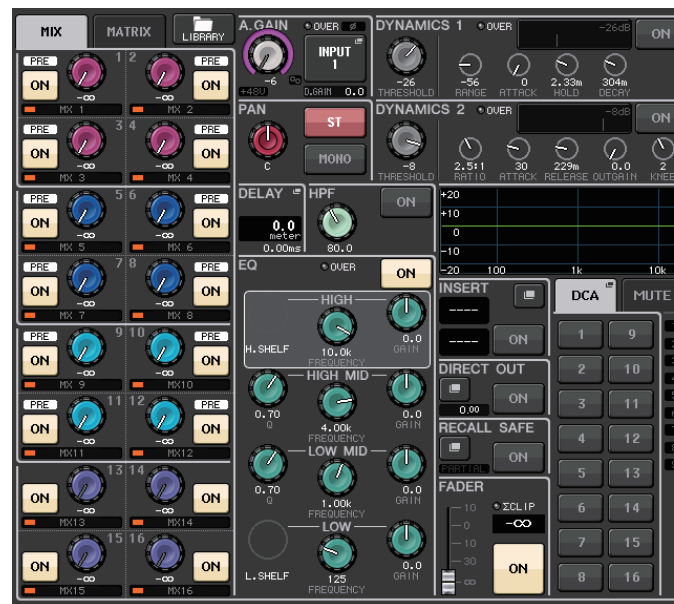 MIX MATRIX LIBRARY
PRE 1 2 PRE
ON -∞ -∞ ON
MX 1 MX 2
PRE 3 4 PRE
ON -∞ -∞ ON
MX 3 MX 4
PRE 5 6 PRE
ON -∞ -∞ ON
MX 5 MX 6
PRE 7 8 PRE
ON -∞ -∞ ON
MX 7 MX 8
PRE 9 10 PRE
ON -∞ -∞ ON
MX 9 MX10
PRE 11 12 PRE
ON -∞ -∞ ON
MX11 MX12
13 14
ON -∞ -∞ ON
MX13 MX14
15 16
ON -∞ -∞ ON
MX15 MX16
A.GAIN OVER Ø
INPUT
1
-6
+48V D.GAIN 0.0
PAN
ST
MONO
C
DELAY HPF ON
0.0
meter
0.00ms 80.0
EQ OVER ON
HIGH
H.SHELF 10.0k 0.0
FREQUENCY GAIN
HIGH MID
0.70 4.00k 0.0
Q FREQUENCY GAIN
LOW MID
0.70 1.00k 0.0
Q FREQUENCY GAIN
LOW
L.SHELF 125 0.0
FREQUENCY GAIN
DYNAMICS 1 OVER -26dB ON
-26 -56 0 2.33m 304m
THRESHOLD RANGE ATTACK HOLD DECAY
DYNAMICS 2 OVER -8dB ON
-8 2.5:1 30 229m 0.0 2
THRESHOLD RATIO ATTACK RELEASE OUTGAIN KNEE
+20
+10
0
-10
-20 100 1k 10k
INSERT
----
---- ON
DIRECT OUT
0.00 ON
RECALL SAFE
PARTIAL ON
FADER
10 ΣCLIP
0 -∞
10
30
∞ ON
DCA MUTE
1 9
2 10
3 11
4 12
5 13
6 14
7 15
8 16